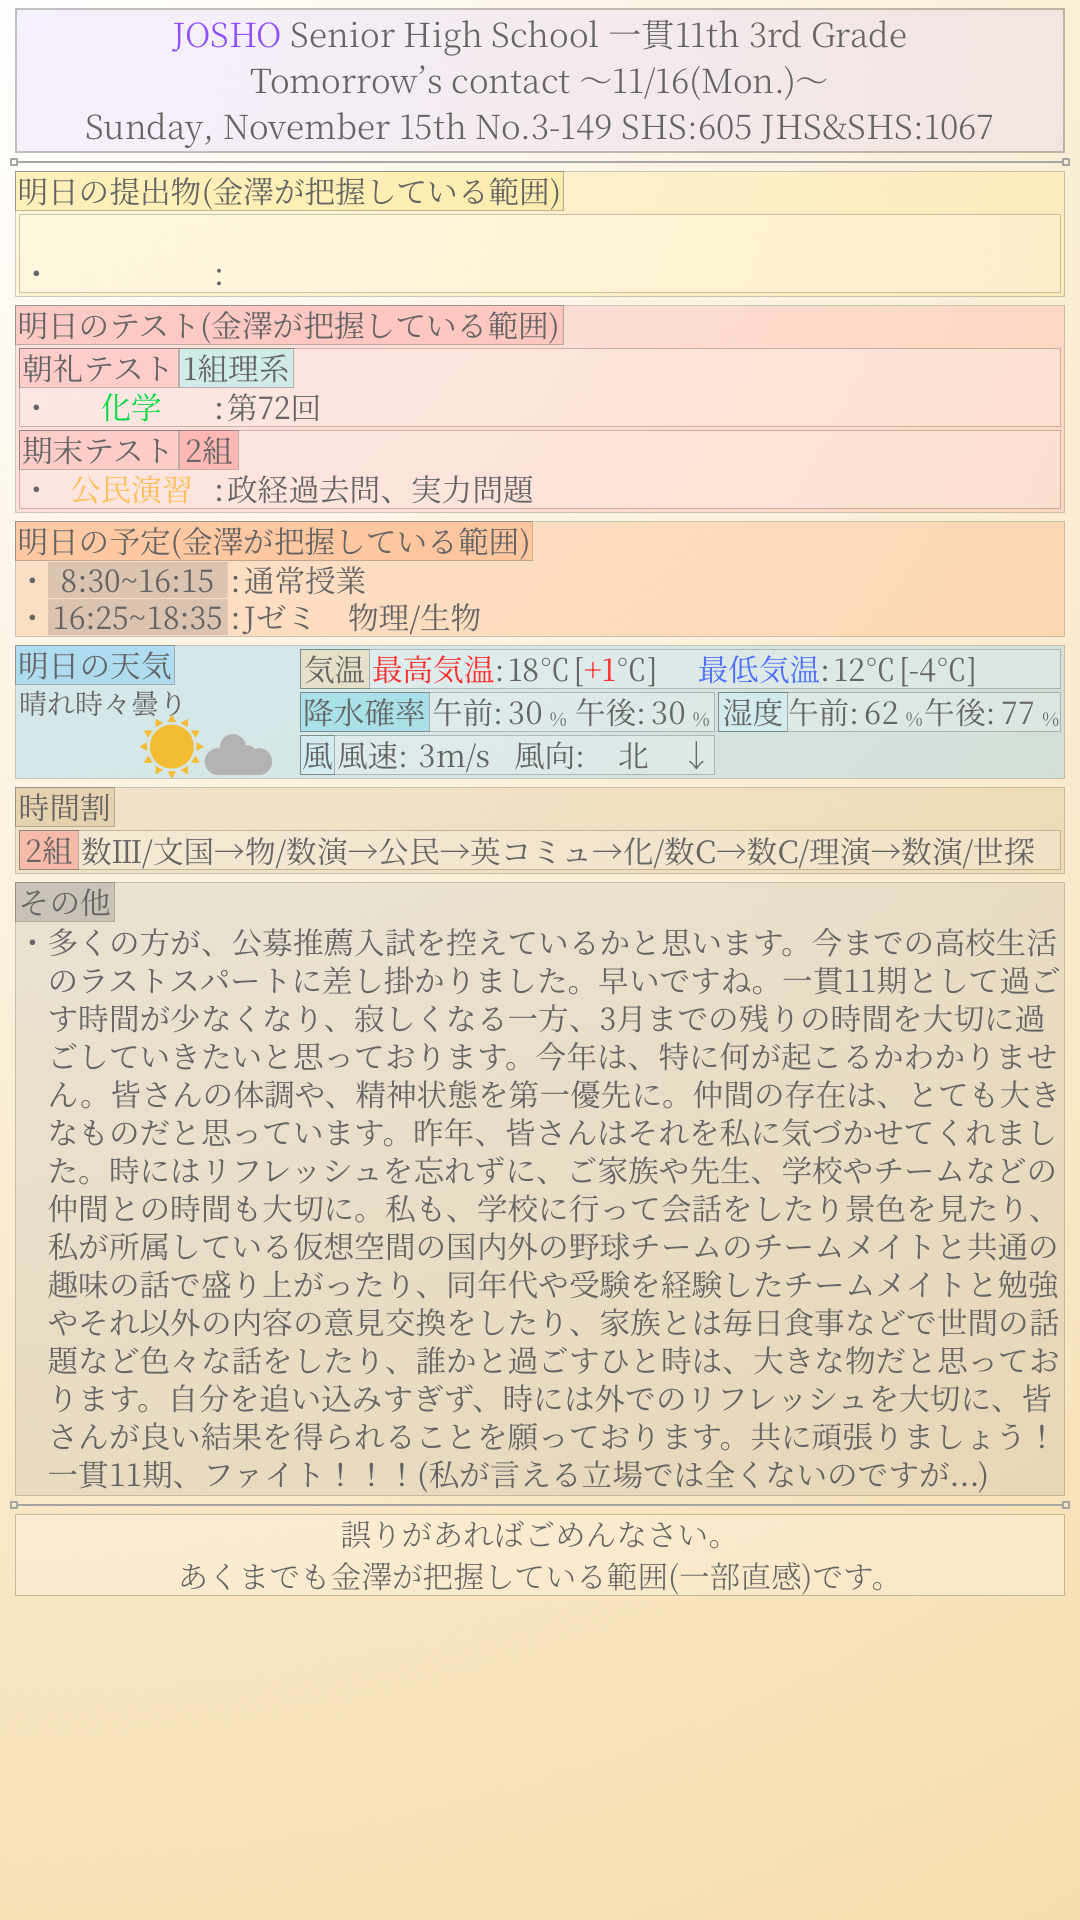 JOSHO Senior High School 一貫11th 3rd Grade
Tomorrow's contact 〜11/16(Mon.)〜
Sunday, November 15th No.3-149 SHS:605 JHS&SHS:1067
明日の提出物(金澤が把握している範囲)
・ :
明日のテスト(金澤が把握している範囲)
朝礼テスト 1組理系
・ 化学 :第72回
期末テスト 2組
・ 公民演習 :政経過去問、実力問題
明日の予定(金澤が把握している範囲)
・ 8:30~16:15 :通常授業
・ 16:25~18:35 :Jゼミ 物理/生物
明日の天気
晴れ時々曇り
気温 最高気温:18℃[+1℃] 最低気温:12℃[-4℃]
降水確率 午前:30 % 午後:30 % 湿度 午前:62 % 午後:77 %
風 風速: 3m/s 風向: 北 ↓
時間割
2組 数Ⅲ/文国→物/数演→公民→英コミュ→化/数C→数C/理演→数演/世探
その他
・多くの方が、公募推薦入試を控えているかと思います。今までの高校生活
のラストスパートに差し掛かりました。早いですね。一貫11期として過ご
す時間が少なくなり、寂しくなる一方、3月までの残りの時間を大切に過
ごしていきたいと思っております。今年は、特に何が起こるかわかりませ
ん。皆さんの体調や、精神状態を第一優先に。仲間の存在は、とても大き
なものだと思っています。昨年、皆さんはそれを私に気づかせてくれまし
た。時にはリフレッシュを忘れずに、ご家族や先生、学校やチームなどの
仲間との時間も大切に。私も、学校に行って会話をしたり景色を見たり、
私が所属している仮想空間の国内外の野球チームのチームメイトと共通の
趣味の話で盛り上がったり、同年代や受験を経験したチームメイトと勉強
やそれ以外の内容の意見交換をしたり、家族とは毎日食事などで世間の話
題など色々な話をしたり、誰かと過ごすひと時は、大きな物だと思ってお
ります。自分を追い込みすぎず、時には外でのリフレッシュを大切に、皆
さんが良い結果を得られることを願っております。共に頑張りましょう！
一貫11期、ファイト！！！(私が言える立場では全くないのですが…)
誤りがあればごめんなさい。
あくまでも金澤が把握している範囲(一部直感)です。